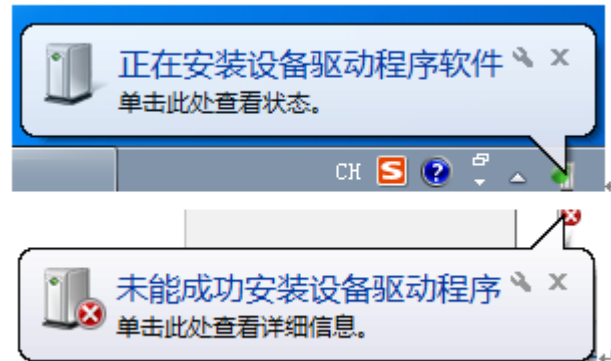 正在安装设备驱动程序软件
单击此处查看状态。
CH
未能成功安装设备驱动程序
单击此处查看详细信息。